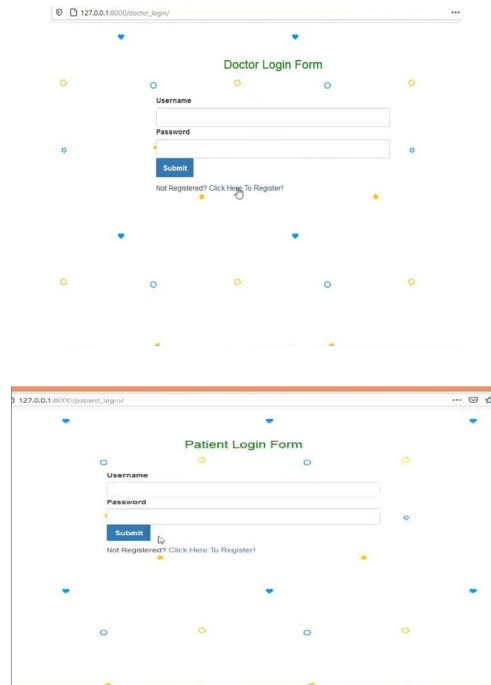 127.0.0.1:8000/doctor_login/
Doctor Login Form
Username
Password
Submit
Not Registered? Click Here To Register!
127.0.0.1:8000/patient_login/
Patient Login Form
Username
Password
Submit
Not Registered? Click Here To Register!